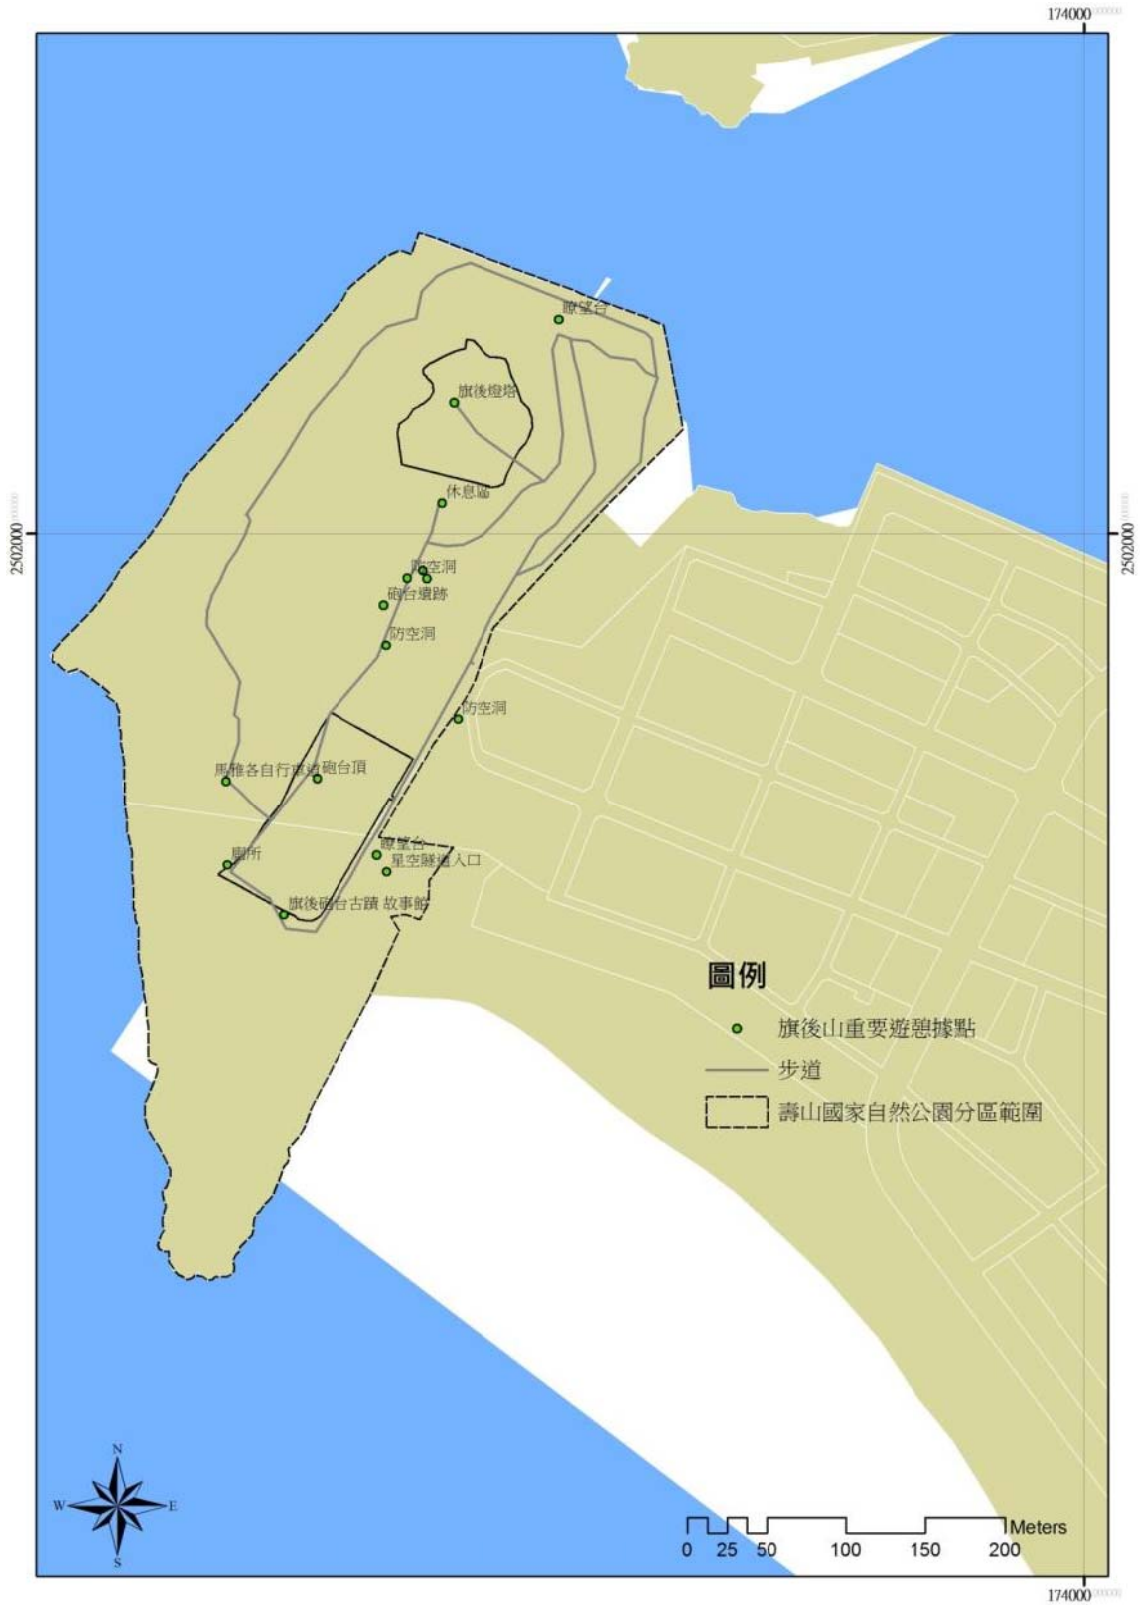 174000
瞭望台
旗後燈塔
休息區
2502000
2502000
防空洞
砲台遺跡
防空洞
防空洞
馬雅各自行車道
砲台頂
瞭望台
廁所
星空隧道入口
旗後砲台古蹟 故事館
圖例
旗後山重要遊憩據點
步道
壽山國家自然公園分區範圍
N
W
E
S
Meters
0 25 50 100 150 200
174000